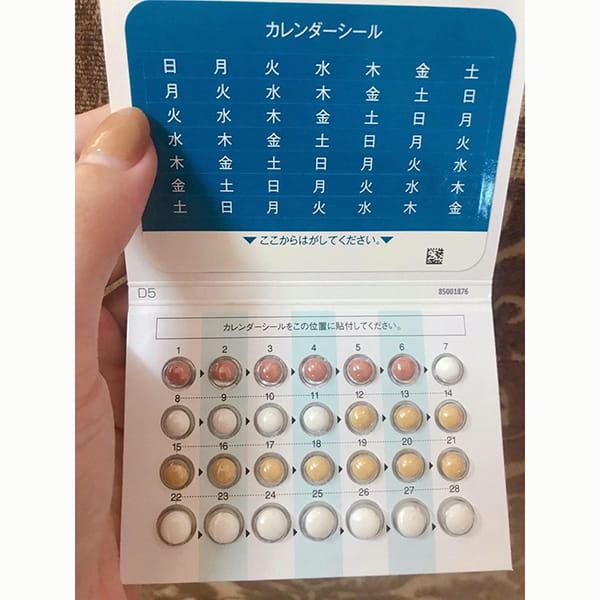 カレンダーシール
日 月 火 水 木 金 土
月 火 水 木 金 土 日
火 水 木 金 土 日 月
水 木 金 土 日 月 火
木 金 土 日 月 火 水
金 土 日 月 火 水 木
土 日 月 火 水 木 金
▼ ここからはがしてください。▼
D5 85001876
カレンダーシールをこの位置に貼付してください。
1 2 3 4 5 6 7
8 9 10 11 12 13 14
15 16 17 18 19 20 21
22 23 24 25 26 27 28